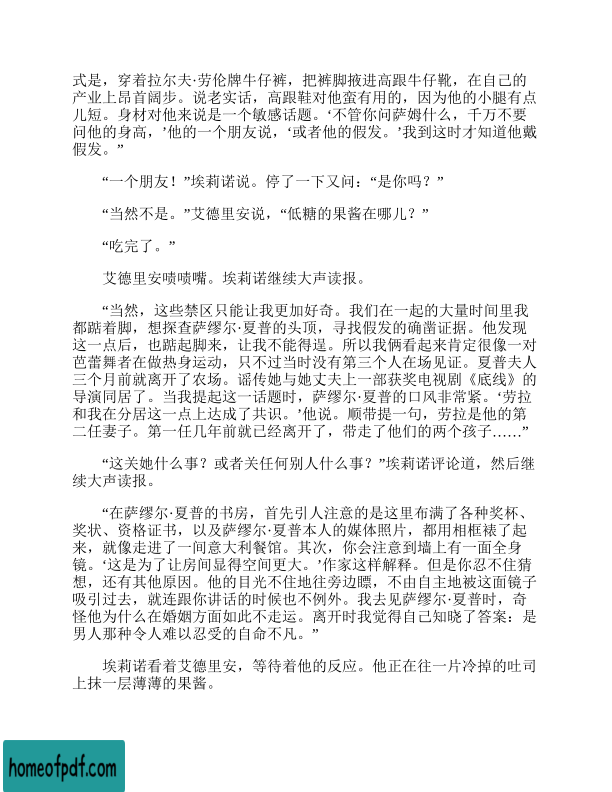 式是，穿着拉尔夫·劳伦牌牛仔裤，把裤脚掖进高跟牛仔靴，在自己的
产业上昂首阔步。说老实话，高跟鞋对他蛮有用的，因为他的小腿有点
儿短。身材对他来说是一个敏感话题。‘不管你问萨姆什么，千万不要
问他的身高，’他的一个朋友说，‘或者他的假发。’我到这时才知道他戴
假发。”
“一个朋友！”埃莉诺说。停了一下又问：“是你吗？”
“当然不是。”艾德里安说，“低糖的果酱在哪儿？”
“吃完了。”
艾德里安啧啧嘴。埃莉诺继续大声读报。
“当然，这些禁区只能让我更加好奇。我们在一起的大量时间里我
都踮着脚，想探查萨缪尔·夏普的头顶，寻找假发的确凿证据。他发现
这一点后，也踮起脚来，让我不能得逞。所以我俩看起来肯定很像一对
芭蕾舞者在做热身运动，只不过当时没有第三个人在场见证。夏普夫人
三个月前就离开了农场。谣传她与她丈夫上一部获奖电视剧《底线》的
导演同居了。当我提起这一话题时，萨缪尔·夏普的口风非常紧。‘劳拉
和我在分居这一点上达成了共识。’他说。顺带提一句，劳拉是他的第
二任妻子。第一任几年前就已经离开了，带走了他们的两个孩子……”
“这关她什么事？或者关任何别人什么事？”埃莉诺评论道，然后继
续大声读报。
“在萨缪尔·夏普的书房，首先引人注意的是这里布满了各种奖杯、
奖状、资格证书，以及萨缪尔·夏普本人的媒体照片，都用相框裱了起
来，就像走进了一间意大利餐馆。其次，你会注意到墙上有一面全身
镜。‘这是为了让房间显得空间更大。’作家这样解释。但是你忍不住猜
想，还有其他原因。他的目光不住地往旁边瞟，不由自主地被这面镜子
吸引过去，就连跟你讲话的时候也不例外。我去见萨缪尔·夏普时，奇
怪他为什么在婚姻方面如此不走运。离开时我觉得自己知晓了答案：是
男人那种令人难以忍受的自命不凡。”
埃莉诺看着艾德里安，等待着他的反应。他正在往一片冷掉的吐司
上抹一层薄薄的果酱。
homeofpdf.com